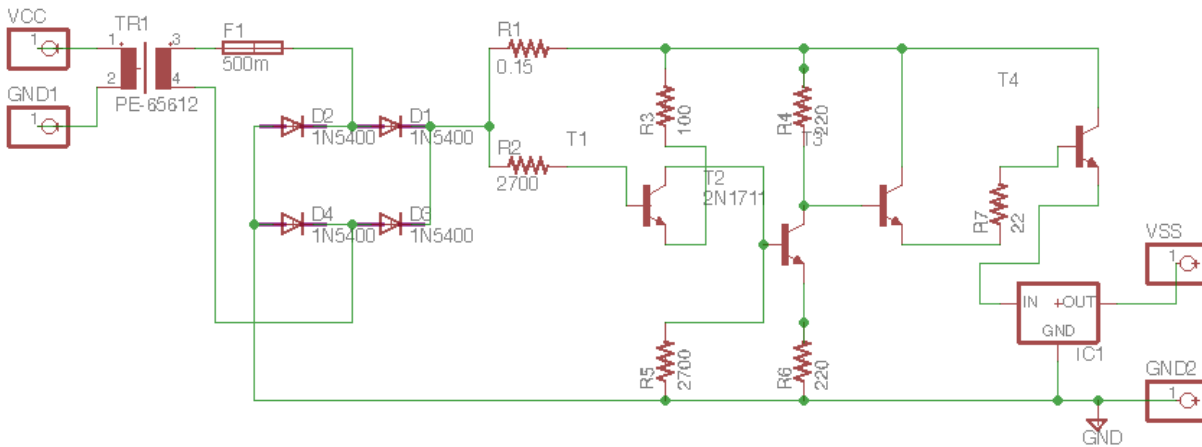 VCC
1
GND1
1
TR1
1
3
2
4
PE-65612
F1
500m
D2
1N5400
D1
1N5400
D4
1N5400
D3
1N5400
R1
0.15
R2
2700
T1
R3
100
T2
2N1711
R4
220
T3
R5
2700
R6
220
T4
R7
22
IN
+OUT
GND
IC1
VSS
1
GND2
1
GND